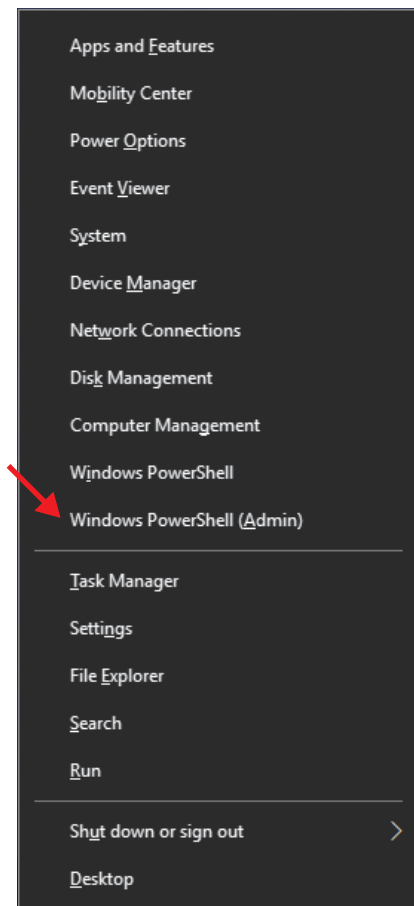 Apps and Features
Mobility Center
Power Options
Event Viewer
System
Device Manager
Network Connections
Disk Management
Computer Management
Windows PowerShell
Windows PowerShell (Admin)
Task Manager
Settings
File Explorer
Search
Run
Shut down or sign out
Desktop